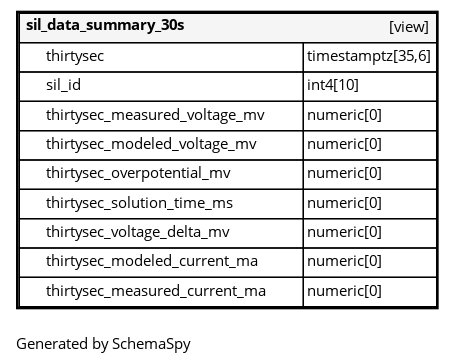 sil_data_summary_30s [view]
thirtysec timestamptz[35,6]
sil_id int4[10]
thirtysec_measured_voltage_mv numeric[0]
thirtysec_modeled_voltage_mv numeric[0]
thirtysec_overpotential_mv numeric[0]
thirtysec_solution_time_ms numeric[0]
thirtysec_voltage_delta_mv numeric[0]
thirtysec_modeled_current_ma numeric[0]
thirtysec_measured_current_ma numeric[0]
Generated by SchemaSpy